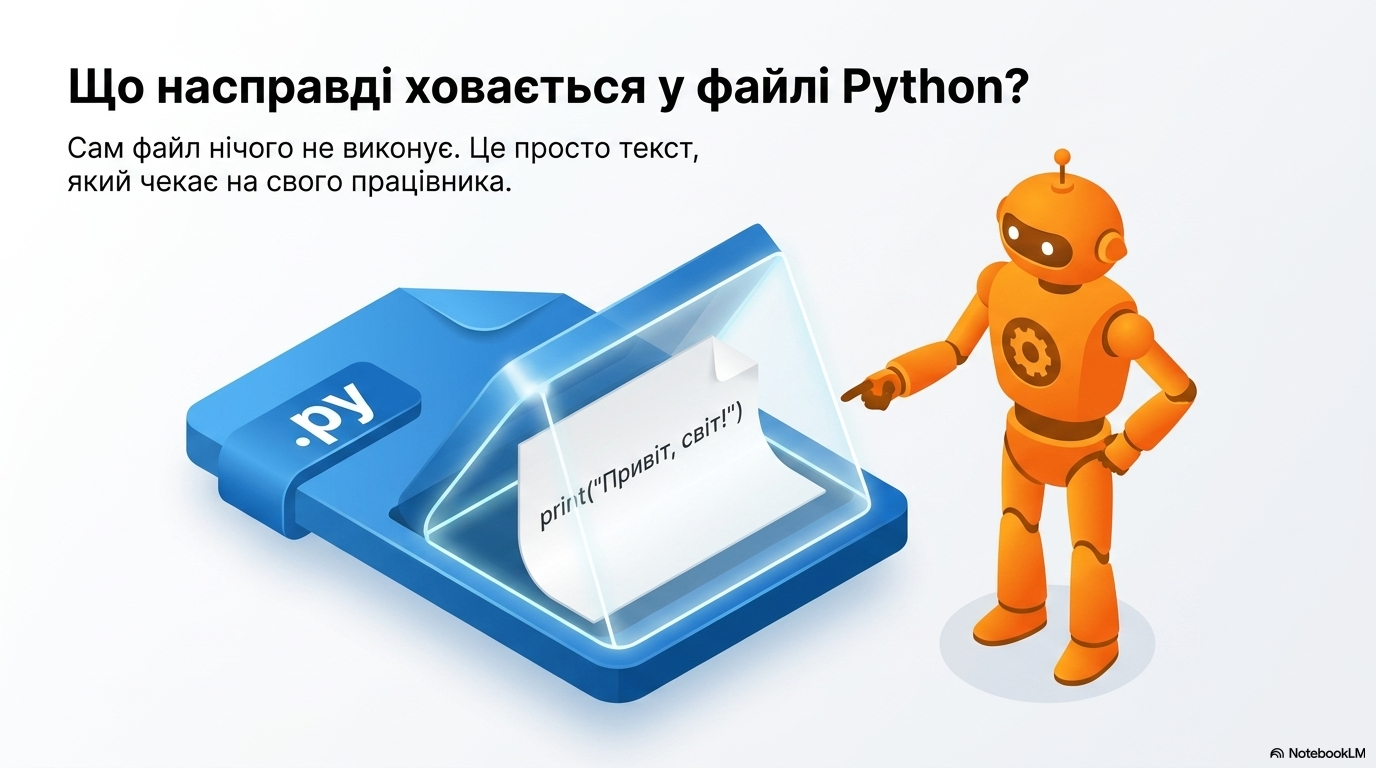 Що насправді ховається у файлі Python?
Сам файл нічого не виконує. Це просто текст,
який чекає на свого працівника.
.py
print("Привіт, світ!")
NotebookLM